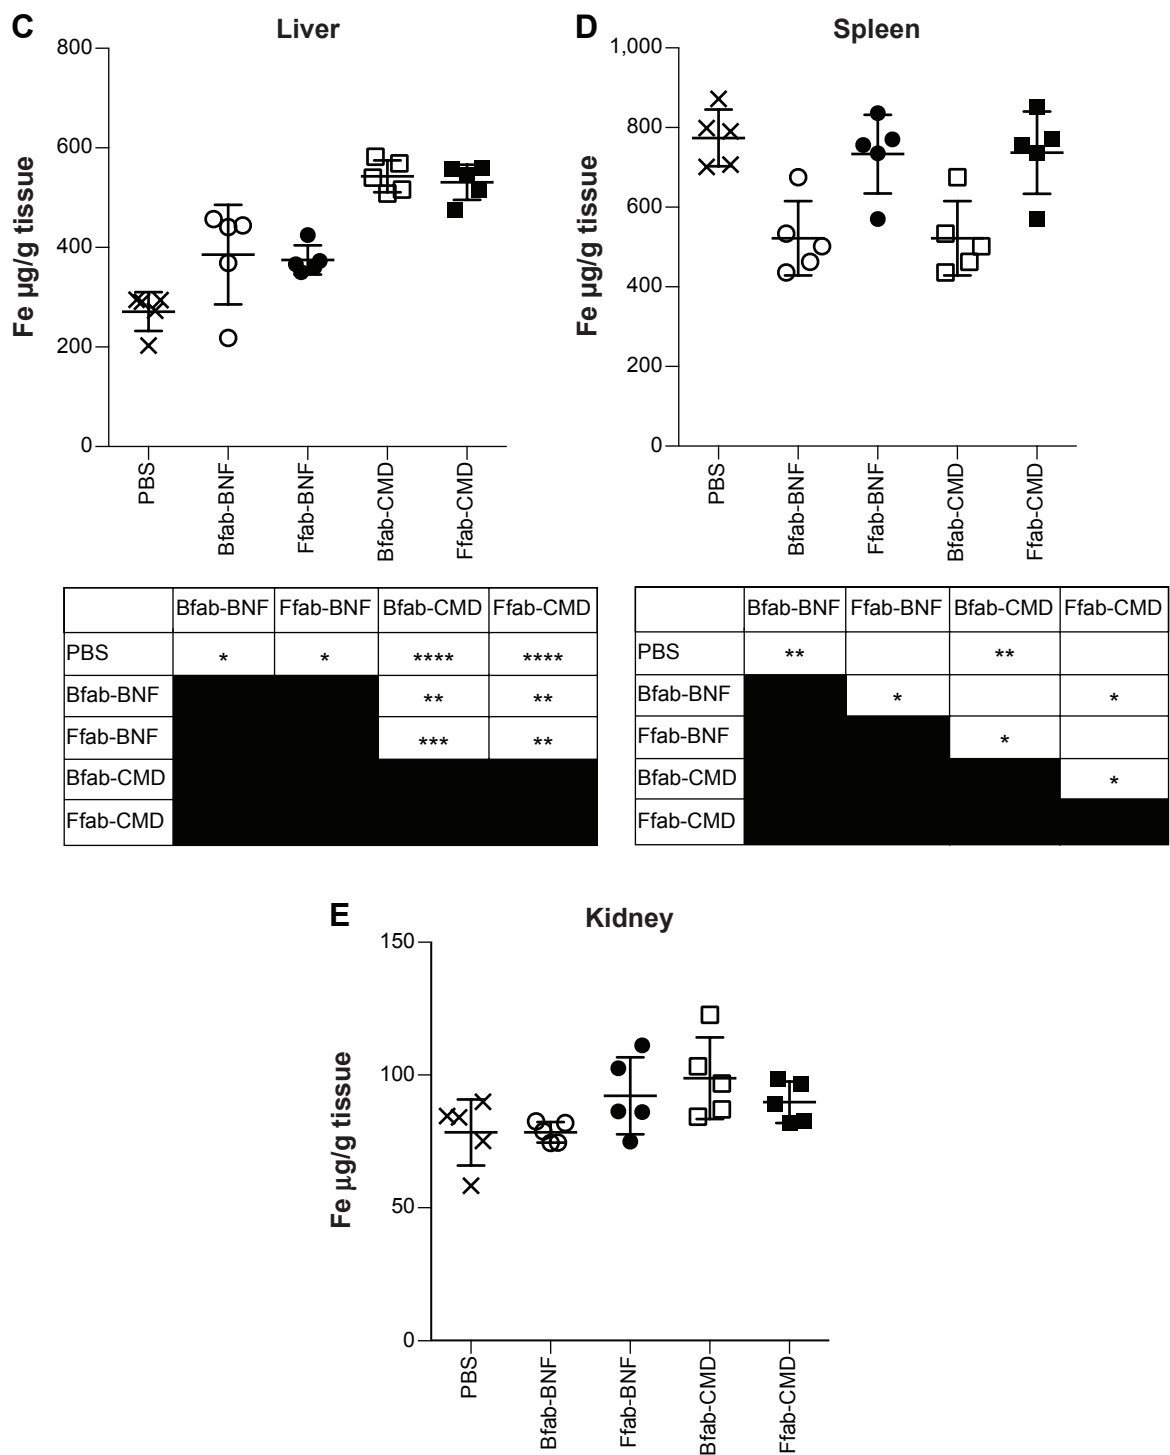 C Liver
Fe µg/g tissue
800
600
400
200
0
PBS
Bfab-BNF
Ffab-BNF
Bfab-CMD
Ffab-CMD
Bfab-BNF Ffab-BNF Bfab-CMD Ffab-CMD
PBS * * **** ****
Bfab-BNF ** **
Ffab-BNF *** **
Bfab-CMD
Ffab-CMD
D Spleen
Fe µg/g tissue
1,000
800
600
400
200
0
PBS
Bfab-BNF
Ffab-BNF
Bfab-CMD
Ffab-CMD
Bfab-BNF Ffab-BNF Bfab-CMD Ffab-CMD
PBS ** **
Bfab-BNF * *
Ffab-BNF *
Bfab-CMD *
Ffab-CMD
E Kidney
Fe µg/g tissue
150
100
50
0
PBS
Bfab-BNF
Ffab-BNF
Bfab-CMD
Ffab-CMD